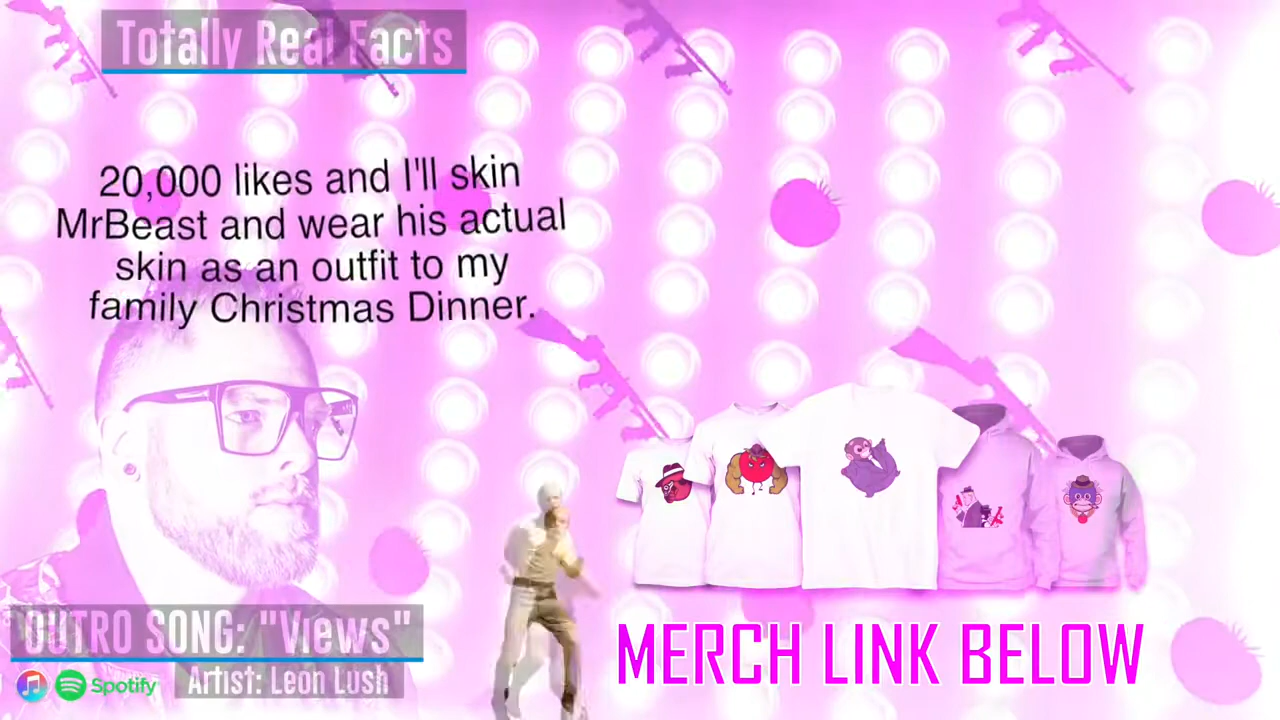 Totally Real Facts
20,000 likes and I'll skin
MrBeast and wear his actual
skin as an outfit to my
family Christmas Dinner.
OUTRO SONG: "Views"
Spotify
Artist: Leon Lush
MERCH LINK BELOW